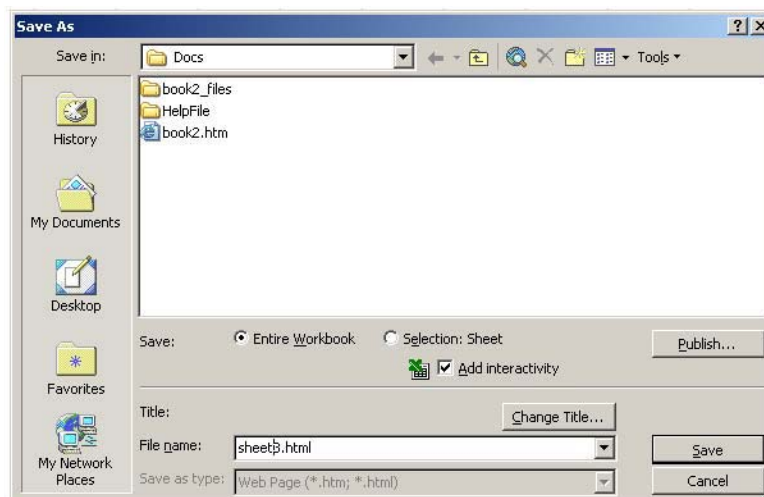 Save As
Save in:
Docs
Tools
book2_files
HelpFile
book2.htm
History
My Documents
Desktop
Favorites
My Network
Places
Save:
Entire Workbook
Selection: Sheet
Publish...
Add interactivity
Title:
Change Title...
File name:
sheet3.html
Save
Save as type:
Web Page (*.htm; *.html)
Cancel